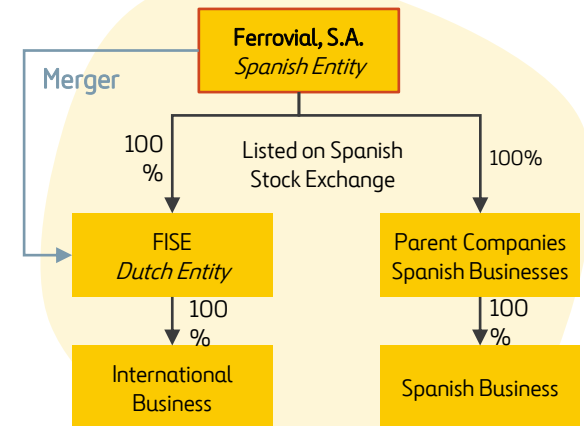 Ferrovial, S.A.
Spanish Entity
Merger
100
%
Listed on Spanish
Stock Exchange
100%
FISE
Dutch Entity
Parent Companies
Spanish Businesses
100
%
100
%
International
Business
Spanish Business